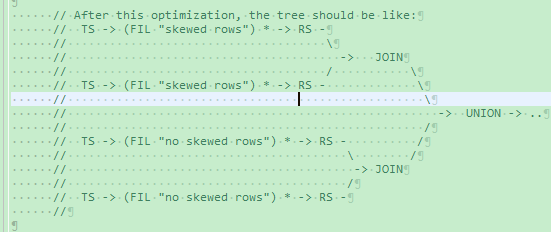 // After this optimization, the tree should be like:
// TS -> (FIL "skewed rows") * -> RS -
//                                   \
//                                     -> JOIN
//                                   /        \
// TS -> (FIL "skewed rows") * -> RS -          \
//                                               \
//                                                 -> UNION -> ..
//                                               /
// TS -> (FIL "no skewed rows") * -> RS -       /
//                                      \      /
//                                       -> JOIN
//                                      /
// TS -> (FIL "no skewed rows") * -> RS -
//